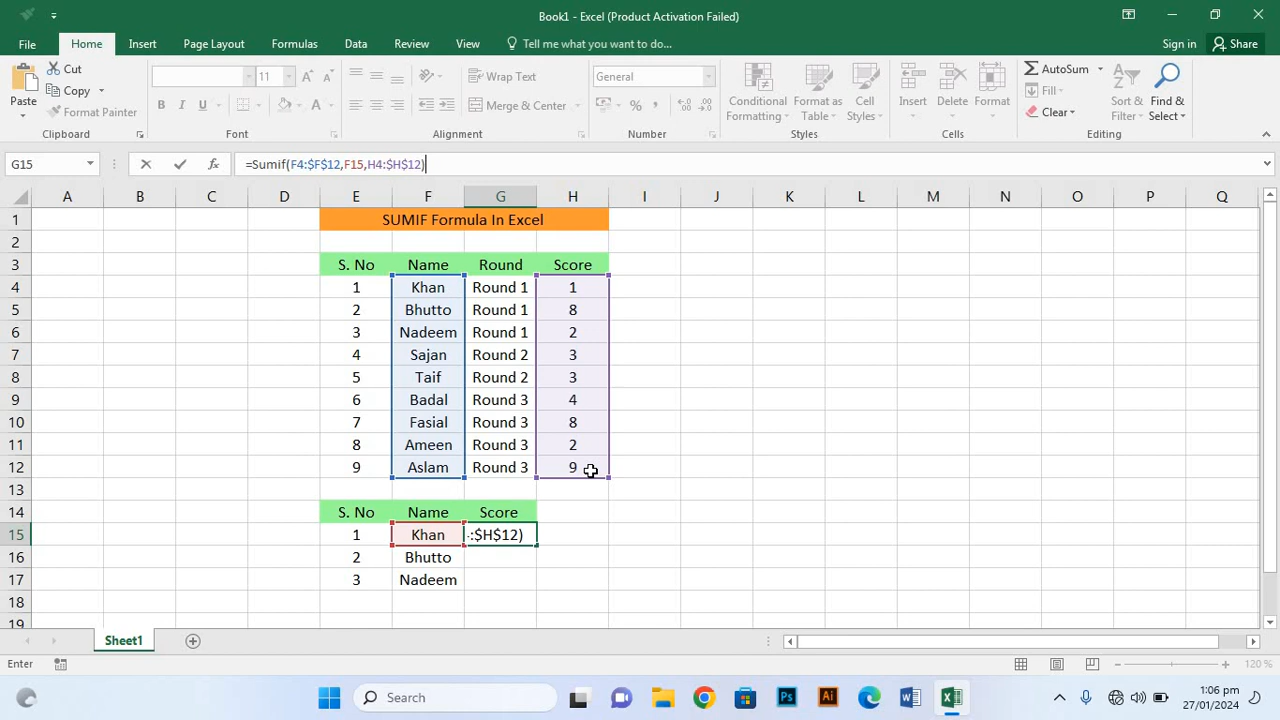 Book1 - Excel (Product Activation Failed)
File Home Insert Page Layout Formulas Data Review View Tell me what you want to do... Sign in Share
Paste Cut Copy Format Painter
11 A A B I U A
Wrap Text Merge & Center
General % ,
Conditional Formatting Format as Table Cell Styles
Insert Delete Format
AutoSum Fill Clear
Sort & Filter Find & Select
Clipboard Font Alignment Number Styles Cells Editing
G15 fx =Sumif(F4:$F$12,F15,H4:$H$12)
A B C D E F G H I J K L M N O P Q
1 SUMIF Formula In Excel
2
3 S. No Name Round Score
4 1 Khan Round 1 1
5 2 Bhutto Round 1 8
6 3 Nadeem Round 1 2
7 4 Sajan Round 2 3
8 5 Taif Round 2 3
9 6 Badal Round 3 4
10 7 Fasial Round 3 8
11 8 Ameen Round 3 2
12 9 Aslam Round 3 9
13
14 S. No Name Score
15 1 Khan :$H$12)
16 2 Bhutto
17 3 Nadeem
18
19
Sheet1
Enter 120 %
Search 1:06 pm
27/01/2024